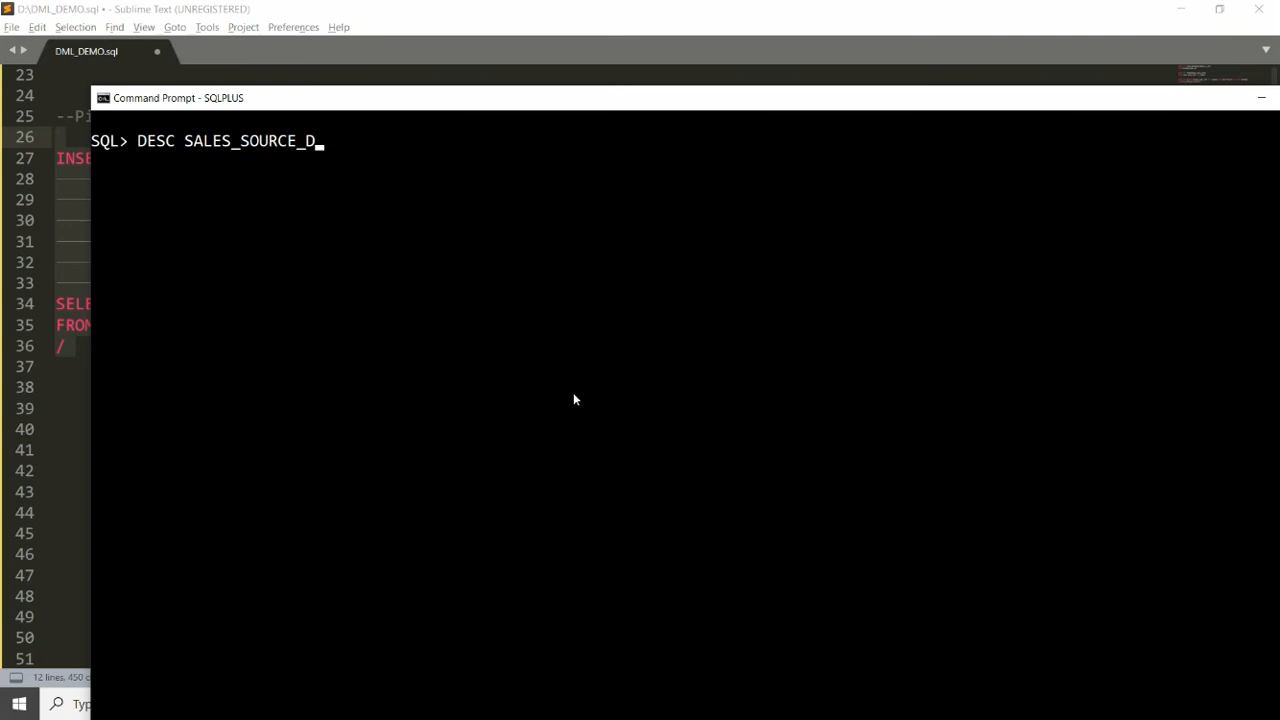 D:\DML_DEMO.sql • - Sublime Text (UNREGISTERED)
File Edit Selection Find View Goto Tools Project Preferences Help
DML_DEMO.sql
23
24
Command Prompt - SQLPLUS
25 --Pi
26
SQL> DESC SALES_SOURCE_D
27 INSE
28
29
30
31
32
33
34 SELE
35 FROM
36 /
37
38
39
40
41
42
43
44
45
46
47
48
49
50
51
12 lines, 450 c
Typ